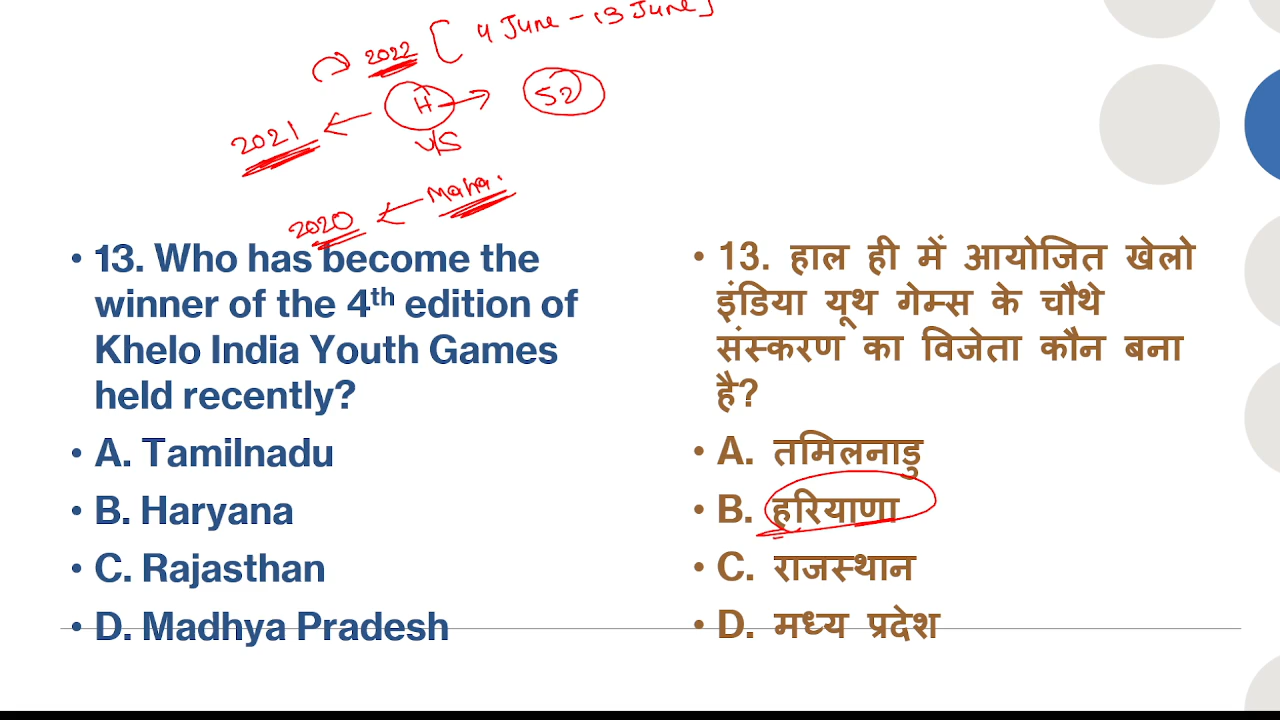 2022 [ 4 June - 13 June]
H → 52
2021 ←
V/S
2020 ← Maha.
• 13. Who has become the
winner of the 4th edition of
Khelo India Youth Games
held recently?
• A. Tamilnadu
• B. Haryana
• C. Rajasthan
• D. Madhya Pradesh
• 13. हाल ही में आयोजित खेलो
इंडिया यूथ गेम्स के चौथे
संस्करण का विजेता कौन बना
है?
• A. तमिलनाडु
• B. हरियाणा
• C. राजस्थान
• D. मध्य प्रदेश